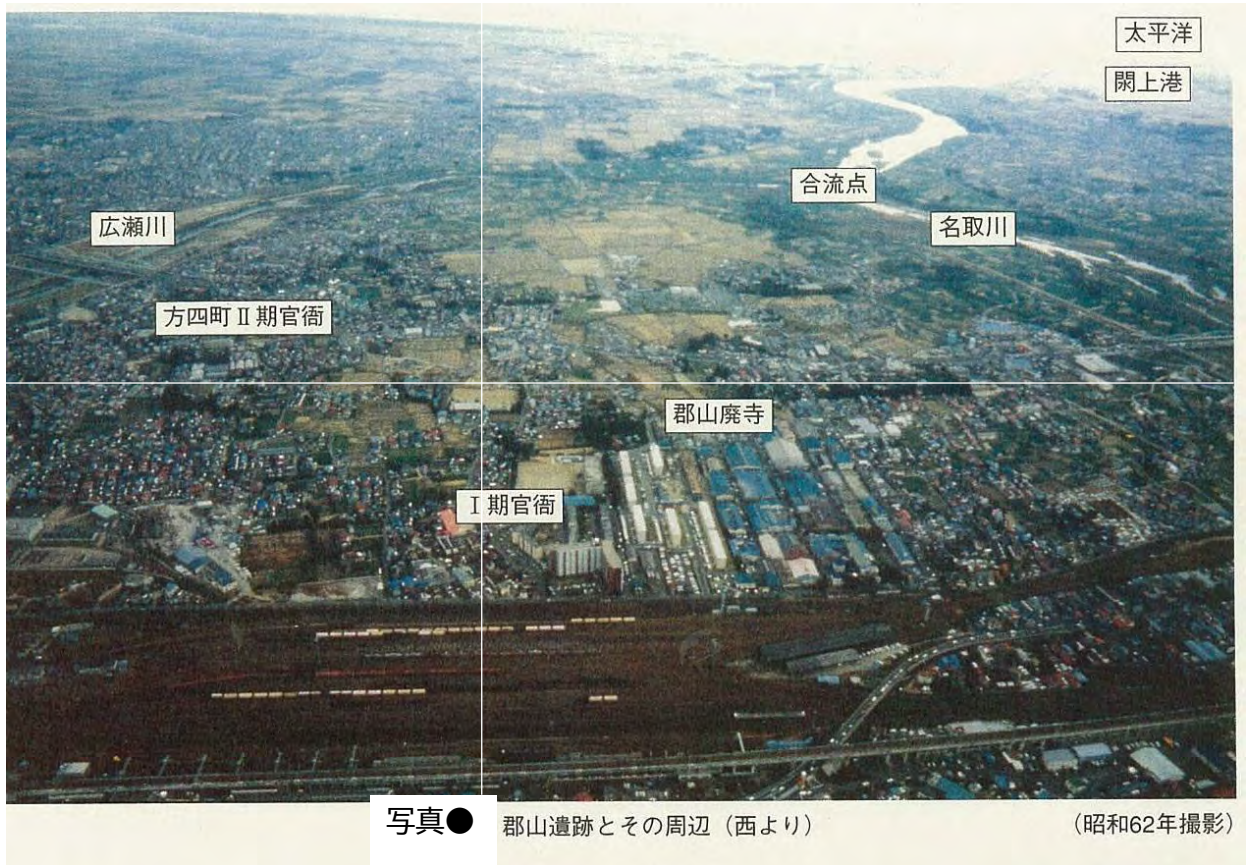 太平洋
閖上港
合流点
広瀬川
名取川
方四町Ⅱ期官衙
郡山廃寺
Ⅰ期官衙
写真●
郡山遺跡とその周辺（西より）
（昭和62年撮影）